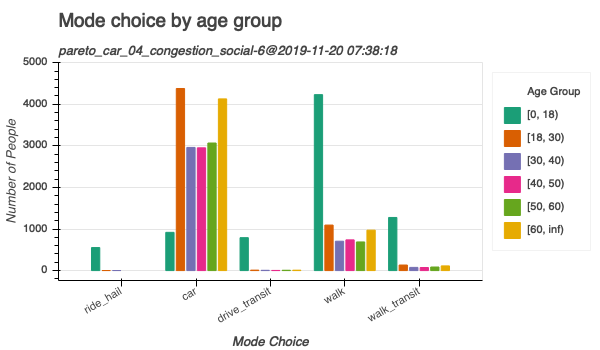 Mode choice by age group
pareto_car_04_congestion_social-6@2019-11-20 07:38:18
Number of People
5000
4000
3000
2000
1000
0
ride_hail
car
drive_transit
walk
walk_transit
Mode Choice
Age Group
[0, 18)
[18, 30)
[30, 40)
[40, 50)
[50, 60)
[60, inf)